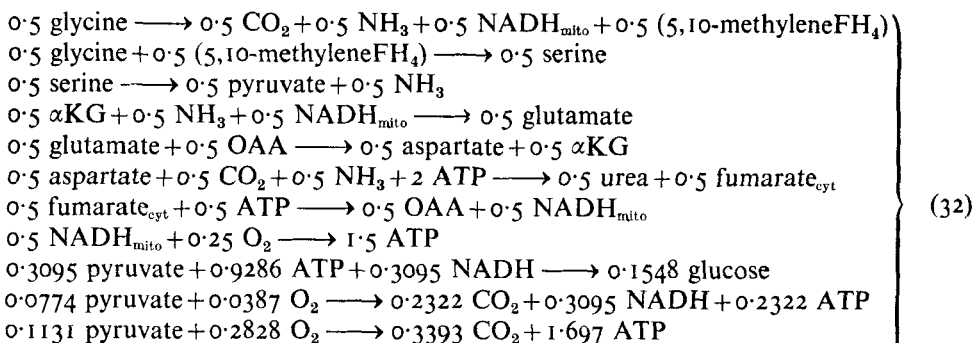 0·5 glycine ⟶ 0·5 CO₂ + 0·5 NH₃ + 0·5 NADH_mito + 0·5 (5,10-methyleneFH₄)
0·5 glycine + 0·5 (5,10-methyleneFH₄) ⟶ 0·5 serine
0·5 serine ⟶ 0·5 pyruvate + 0·5 NH₃
0·5 αKG + 0·5 NH₃ + 0·5 NADH_mito ⟶ 0·5 glutamate
0·5 glutamate + 0·5 OAA ⟶ 0·5 aspartate + 0·5 αKG
0·5 aspartate + 0·5 CO₂ + 0·5 NH₃ + 2 ATP ⟶ 0·5 urea + 0·5 fumarate_cyt
0·5 fumarate_cyt + 0·5 ATP ⟶ 0·5 OAA + 0·5 NADH_mito
0·5 NADH_mito + 0·25 O₂ ⟶ 1·5 ATP
0·3095 pyruvate + 0·9286 ATP + 0·3095 NADH ⟶ 0·1548 glucose
0·0774 pyruvate + 0·0387 O₂ ⟶ 0·2322 CO₂ + 0·3095 NADH + 0·2322 ATP
0·1131 pyruvate + 0·2828 O₂ ⟶ 0·3393 CO₂ + 1·697 ATP
(32)